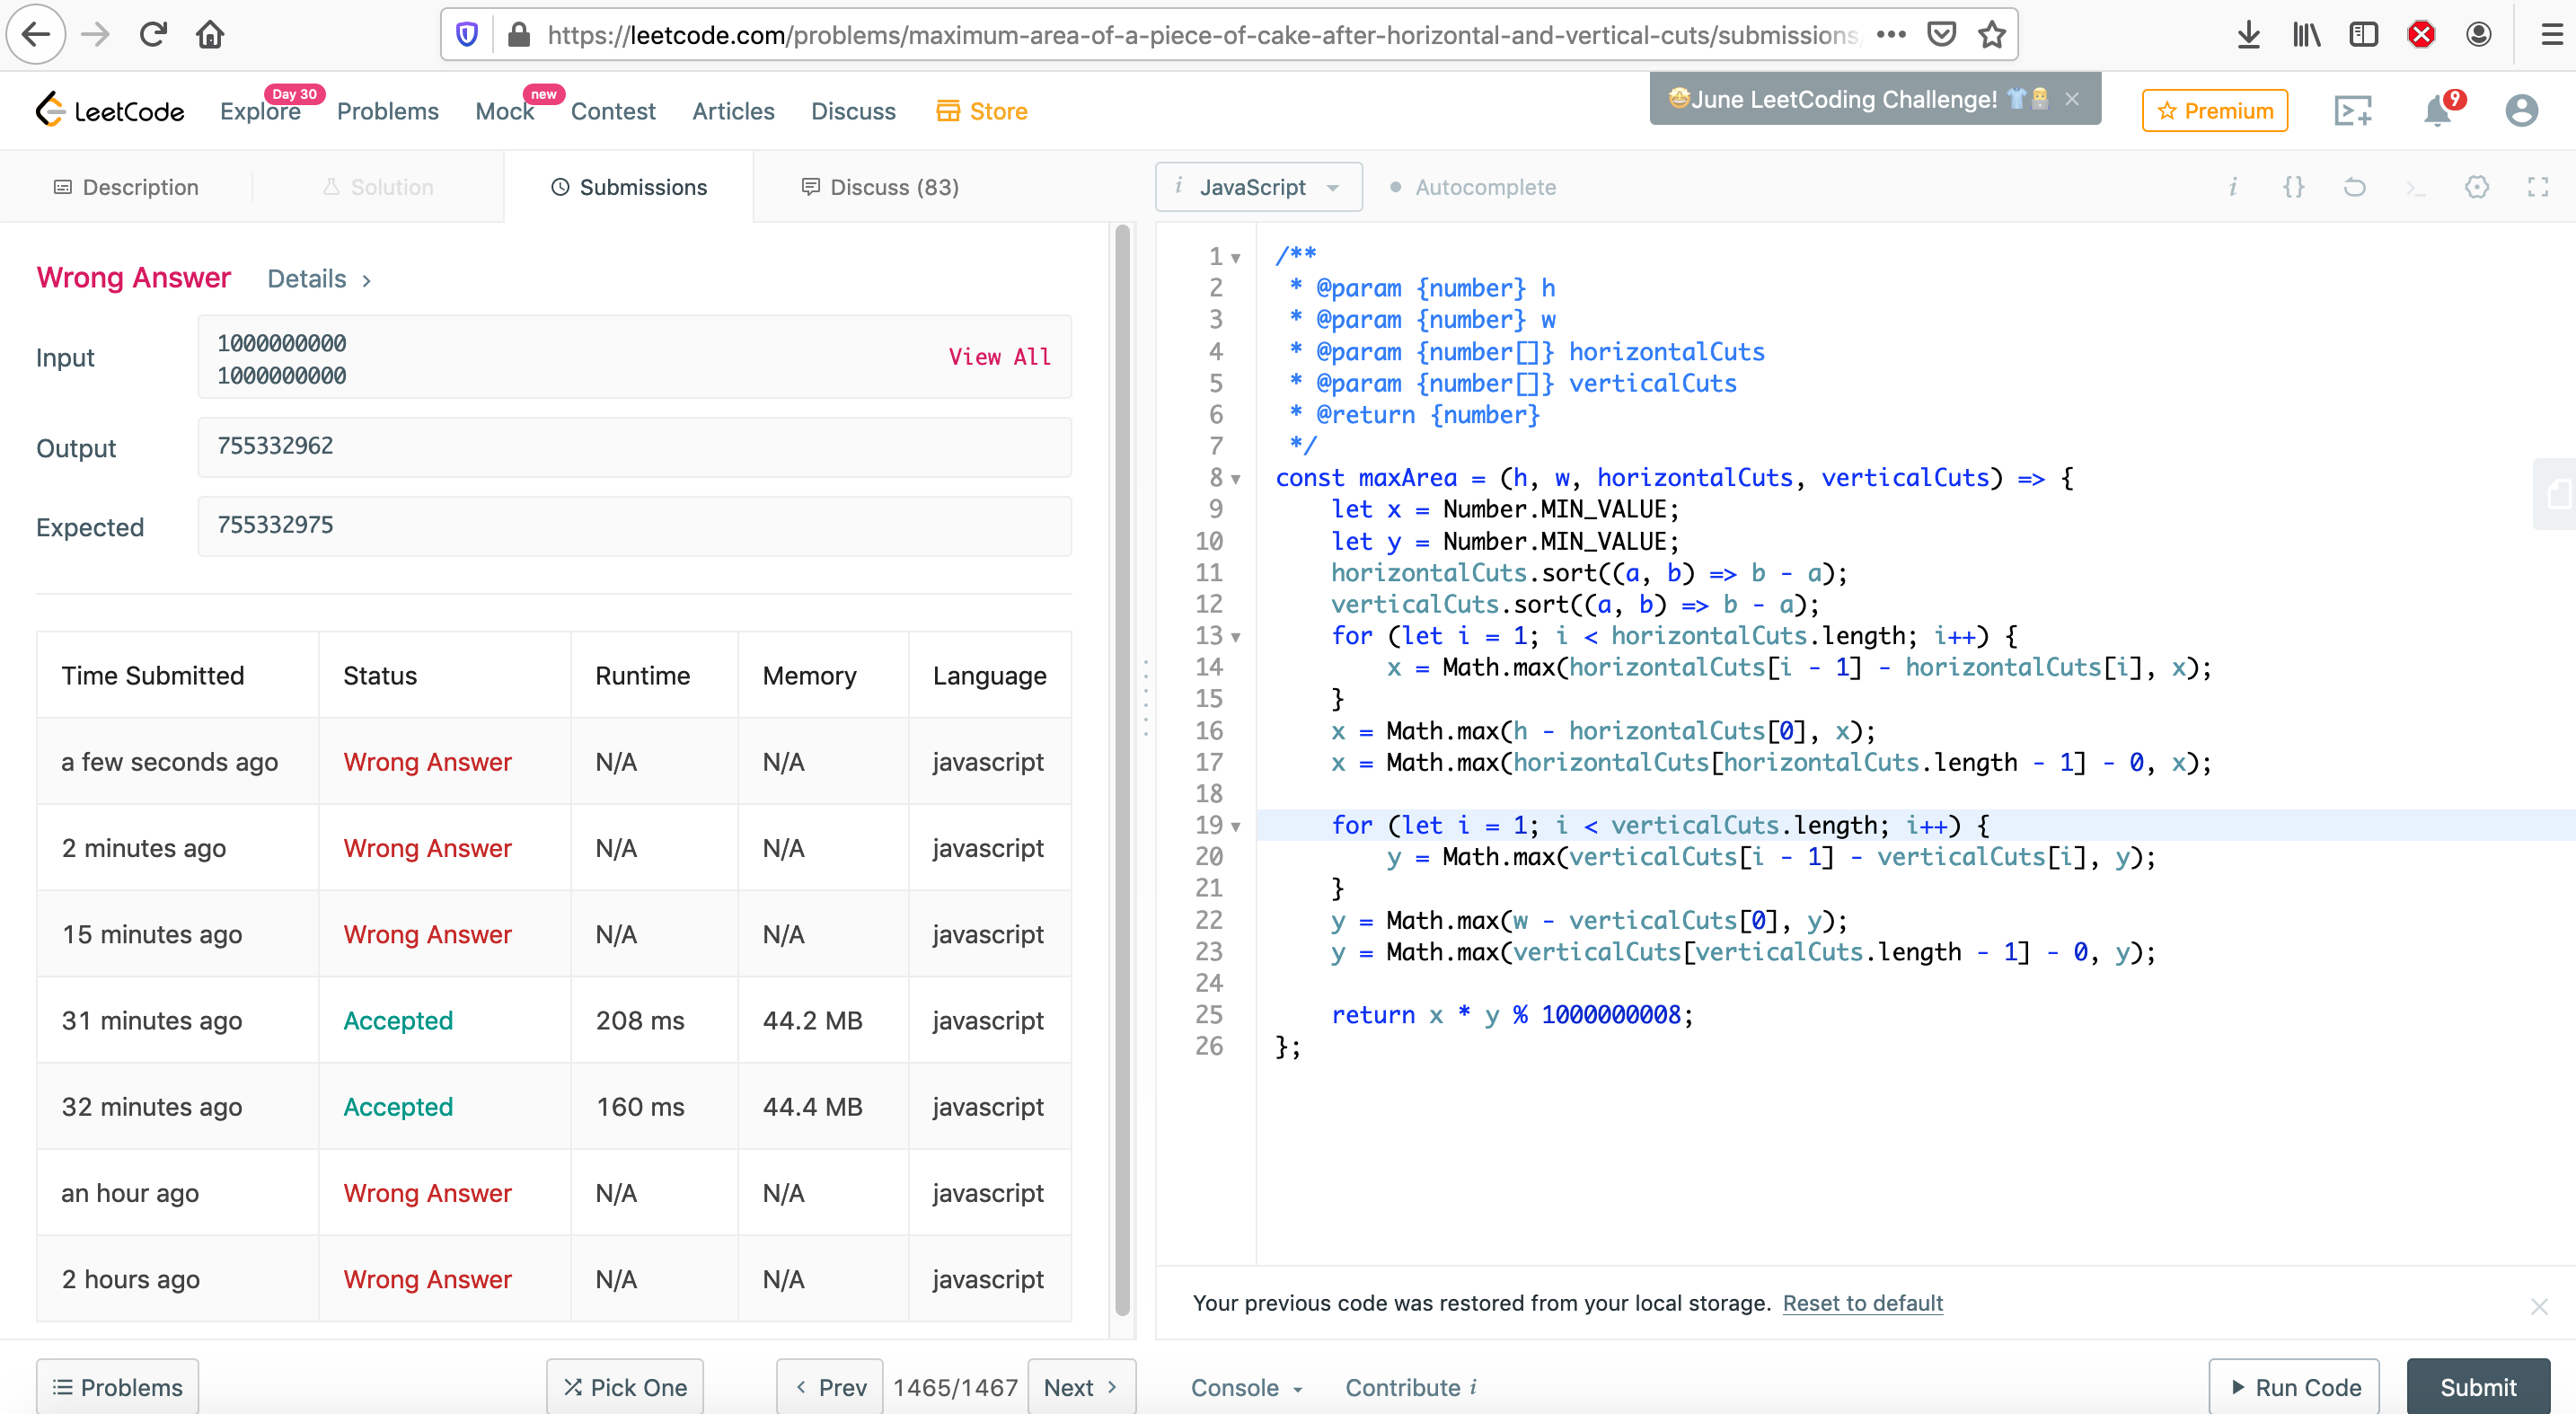 https://leetcode.com/problems/maximum-area-of-a-piece-of-cake-after-horizontal-and-vertical-cuts/submissions/
LeetCode Explore Day 30 Problems Mock new Contest Articles Discuss Store 🤩June LeetCoding Challenge! Premium 9
Description Solution Submissions Discuss (83)
i JavaScript Autocomplete i {}
Wrong Answer Details
Input
1000000000
1000000000
View All
Output 755332962
Expected 755332975
Time Submitted Status Runtime Memory Language
a few seconds ago Wrong Answer N/A N/A javascript
2 minutes ago Wrong Answer N/A N/A javascript
15 minutes ago Wrong Answer N/A N/A javascript
31 minutes ago Accepted 208 ms 44.2 MB javascript
32 minutes ago Accepted 160 ms 44.4 MB javascript
an hour ago Wrong Answer N/A N/A javascript
2 hours ago Wrong Answer N/A N/A javascript
Problems Pick One Prev 1465/1467 Next
1 /**
2 * @param {number} h
3 * @param {number} w
4 * @param {number[]} horizontalCuts
5 * @param {number[]} verticalCuts
6 * @return {number}
7 */
8 const maxArea = (h, w, horizontalCuts, verticalCuts) => {
9 let x = Number.MIN_VALUE;
10 let y = Number.MIN_VALUE;
11 horizontalCuts.sort((a, b) => b - a);
12 verticalCuts.sort((a, b) => b - a);
13 for (let i = 1; i < horizontalCuts.length; i++) {
14 x = Math.max(horizontalCuts[i - 1] - horizontalCuts[i], x);
15 }
16 x = Math.max(h - horizontalCuts[0], x);
17 x = Math.max(horizontalCuts[horizontalCuts.length - 1] - 0, x);
18
19 for (let i = 1; i < verticalCuts.length; i++) {
20 y = Math.max(verticalCuts[i - 1] - verticalCuts[i], y);
21 }
22 y = Math.max(w - verticalCuts[0], y);
23 y = Math.max(verticalCuts[verticalCuts.length - 1] - 0, y);
24
25 return x * y % 1000000008;
26 };
Your previous code was restored from your local storage. Reset to default
Console Contribute i Run Code Submit